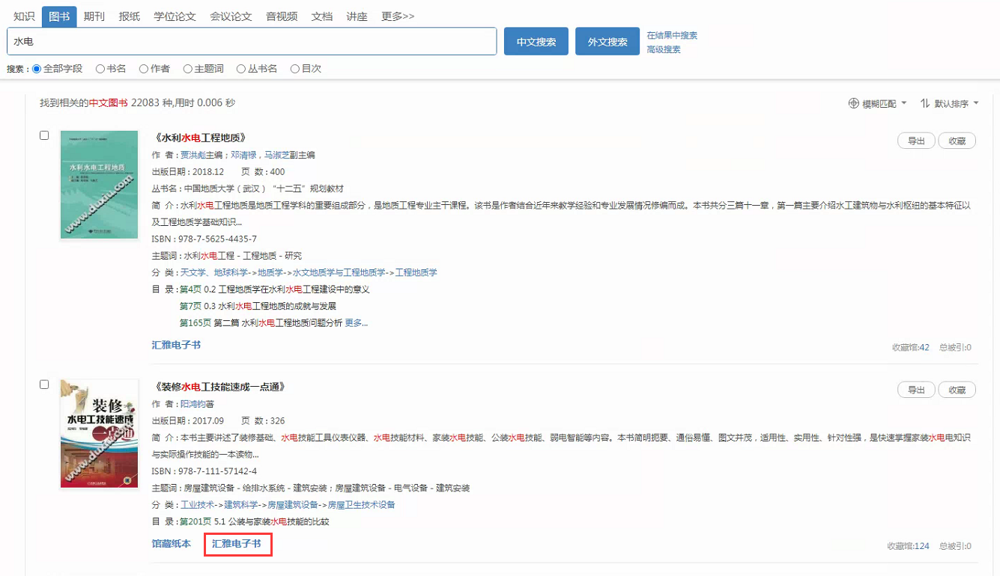 知识 图书 期刊 报纸 学位论文 会议论文 音视频 文档 讲座 更多>>
水电 中文搜索 外文搜索 在结果中搜索
高级搜索
搜索： 全部字段 书名 作者 主题词 丛书名 目次
找到相关的中文图书 22083 种,用时 0.006 秒 模糊匹配 默认排序
水利水电工程地质
www.duxiu.com
《水利水电工程地质》 导出 收藏
作 者：贾洪彪主编；邓清禄，马淑芝副主编
出版日期：2018.12 页 数：400
丛书名：中国地质大学（武汉）“十二五”规划教材
简 介：水利水电工程地质是地质工程学科的重要组成部分，是地质工程专业主干课程。该书是作者结合近年来教学经验和专业发展情况修编而成。本书共分三篇十一章，第一篇主要介绍水工建筑物与水利枢纽的基本特征以
及工程地质学基础知识...
ISBN：978-7-5625-4435-7
主题词：水利水电工程 - 工程地质 - 研究
分 类：天文学、地球科学->地质学->水文地质学与工程地质学->工程地质学
目 录：第4页 0.2 工程地质学在水利水电工程建设中的意义
第7页 0.3 水利水电工程地质的成就与发展
第165页 第二篇 水利水电工程地质问题分析 更多...
汇雅电子书 收藏馆:42 总被引:0
装修
水电工技能速成
一点通
www.duxiu.com
《装修水电工技能速成一点通》 导出 收藏
作 者：阳鸿钧著
出版日期：2017.09 页 数：326
简 介：本书主要讲述了装修基础、水电技能工具仪表仪器、水电技能材料、家装水电技能、公装水电技能、弱电智能等内容。本书简明扼要、通俗易懂、图文并茂，适用性、实用性、针对性强，是快速掌握家装水电电知识
与实际操作技能的一本读物...
ISBN：978-7-111-57142-4
主题词：房屋建筑设备 - 给排水系统 - 建筑安装；房屋建筑设备 - 电气设备 - 建筑安装
分 类：工业技术->建筑科学->房屋建筑设备->房屋卫生技术设备
目 录：第201页 5.1 公装与家装水电技能的比较
馆藏纸本 汇雅电子书 收藏馆:124 总被引:0